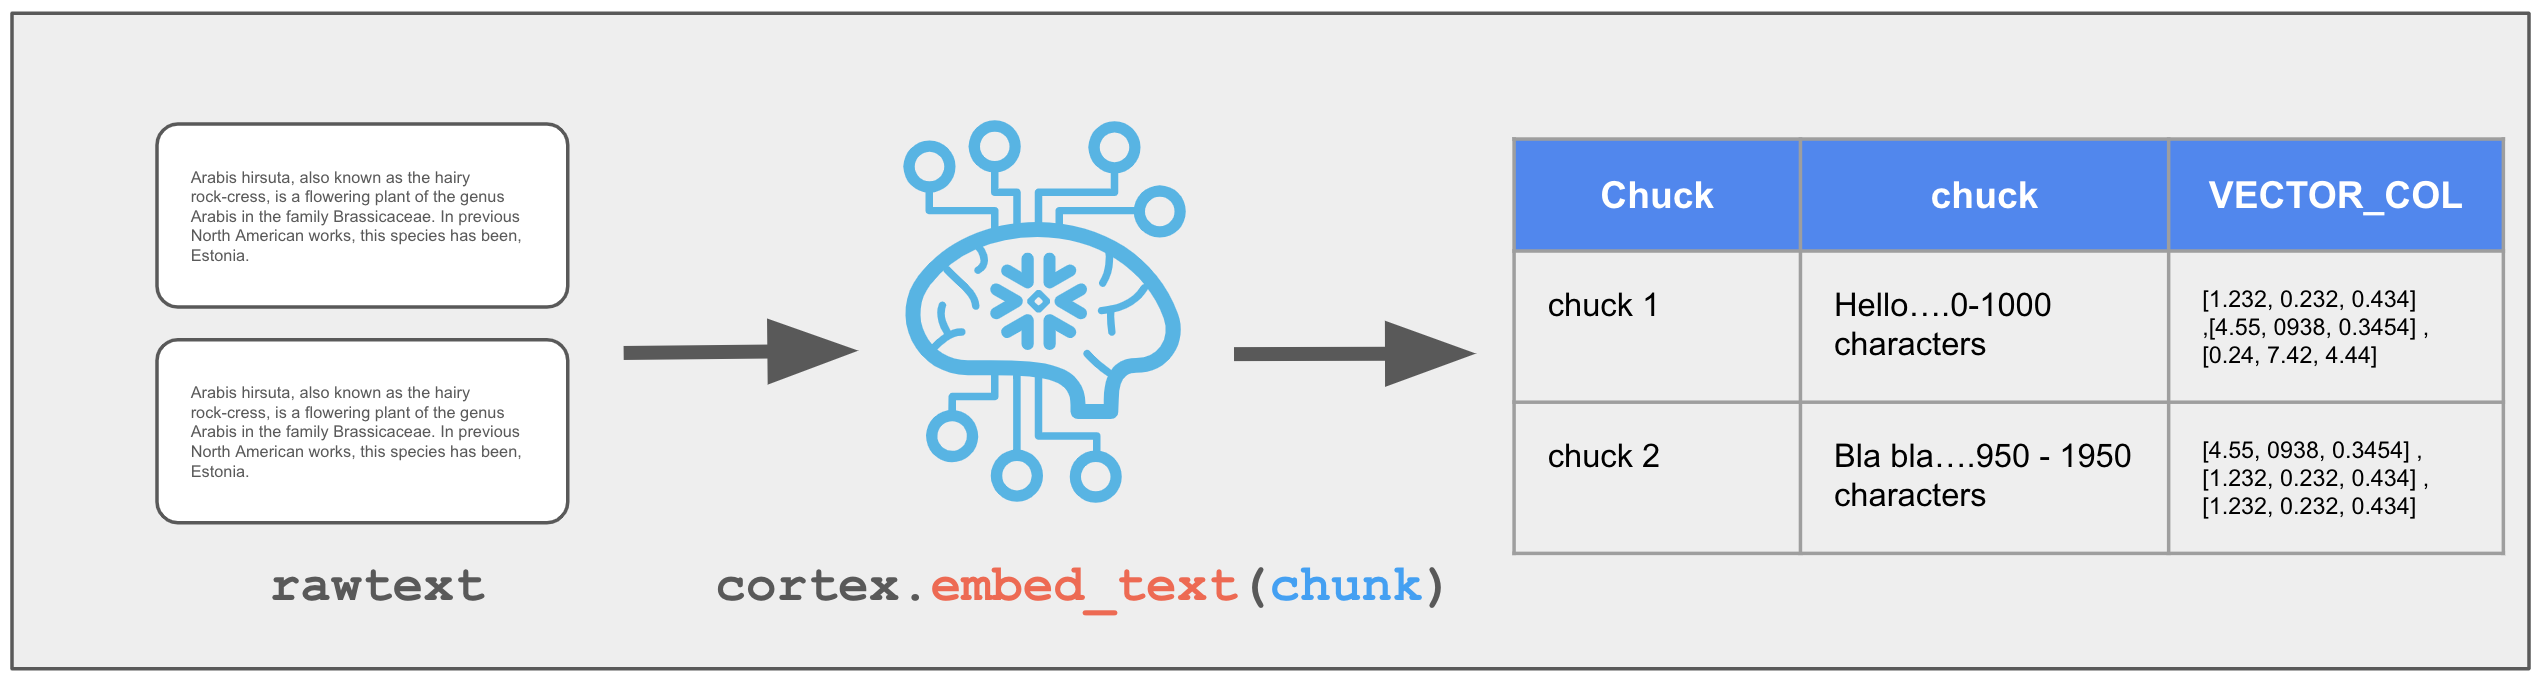 Arabis hirsuta, also known as the hairy
rock-cress, is a flowering plant of the genus
Arabis in the family Brassicaceae. In previous
North American works, this species has been,
Estonia.
Arabis hirsuta, also known as the hairy
rock-cress, is a flowering plant of the genus
Arabis in the family Brassicaceae. In previous
North American works, this species has been,
Estonia.
rawtext
cortex.embed_text(chunk)
Chuck
chuck
VECTOR_COL
chuck 1
Hello….0-1000
characters
[1.232, 0.232, 0.434]
,[4.55, 0938, 0.3454] ,
[0.24, 7.42, 4.44]
chuck 2
Bla bla….950 - 1950
characters
[4.55, 0938, 0.3454] ,
[1.232, 0.232, 0.434] ,
[1.232, 0.232, 0.434]